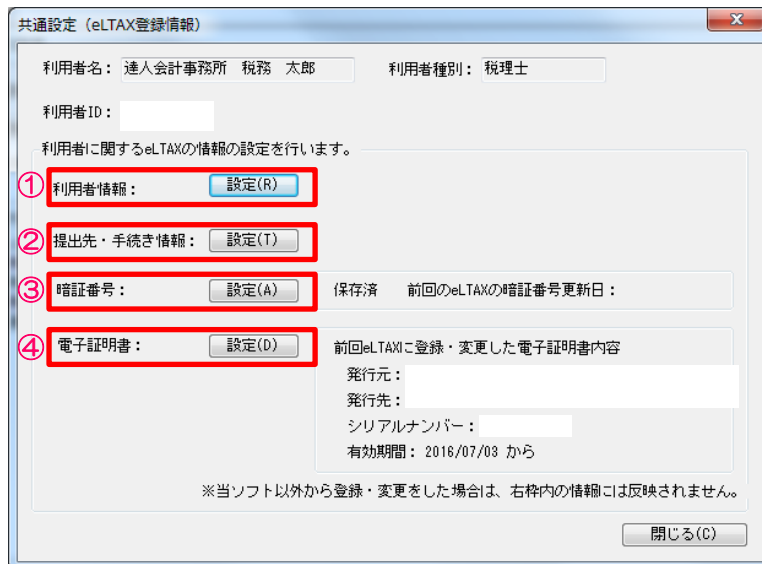 共通設定（eLTAX登録情報）
利用者名： 達人会計事務所　税務　太郎　利用者種別： 税理士
利用者ID：
利用者に関するeLTAXの情報の設定を行います。
① 利用者情報： 設定(R)
② 提出先・手続き情報： 設定(T)
③ 暗証番号： 設定(A)　保存済　前回のeLTAXの暗証番号更新日：
④ 電子証明書： 設定(D)　前回eLTAXに登録・変更した電子証明書内容
発行元：
発行先：
シリアルナンバー：
有効期間： 2016/07/03 から
※当ソフト以外から登録・変更をした場合は、右枠内の情報には反映されません。
閉じる(C)